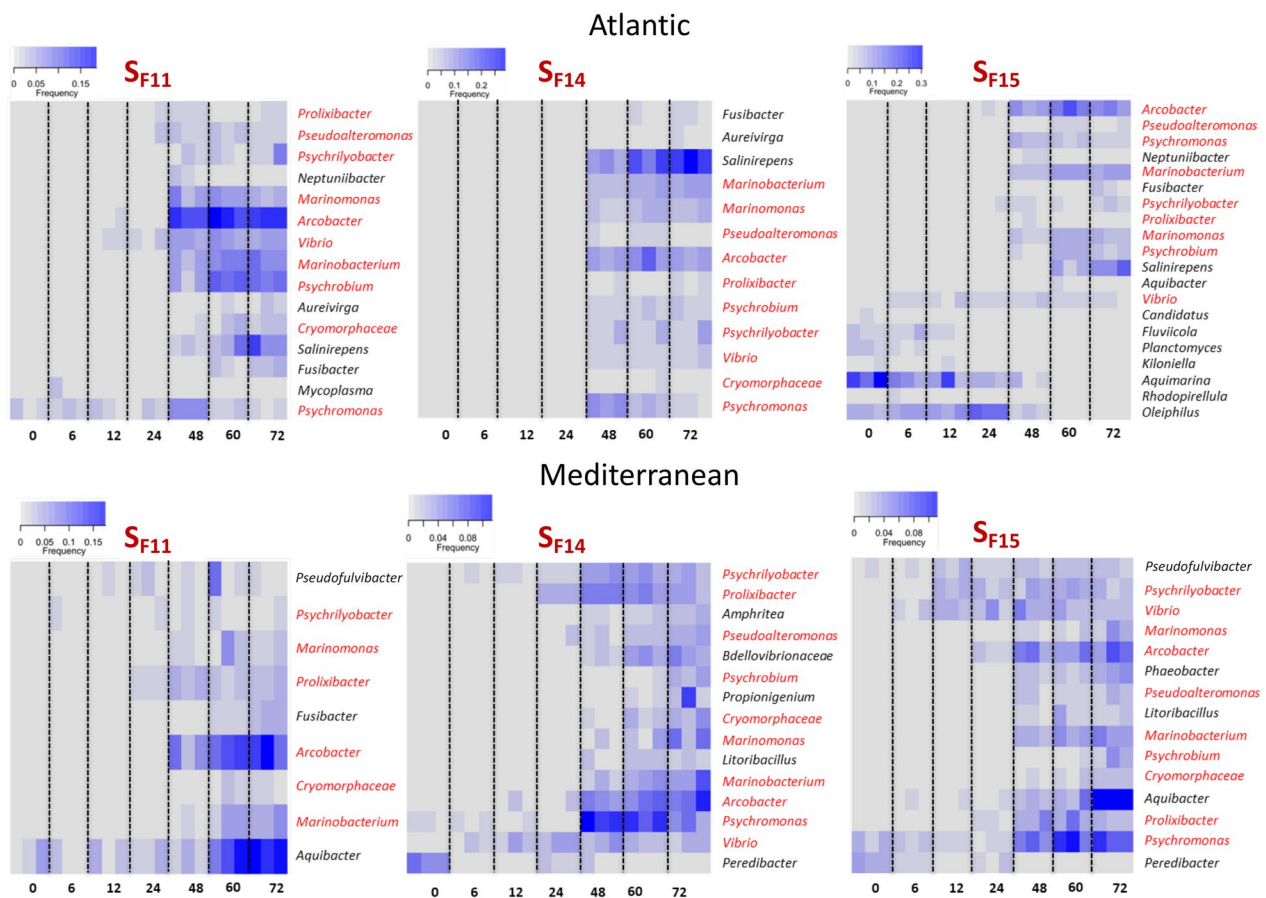 Atlantic
0 0.05 0.15
Frequency
SF11
Prolixibacter
Pseudoalteromonas
Psychrilyobacter
Neptuniibacter
Marinomonas
Arcobacter
Vibrio
Marinobacterium
Psychrobium
Aureivirga
Cryomorphaceae
Salinirepens
Fusibacter
Mycoplasma
Psychromonas
0 6 12 24 48 60 72
0 0.1 0.2
Frequency
SF14
Fusibacter
Aureivirga
Salinirepens
Marinobacterium
Marinomonas
Pseudoalteromonas
Arcobacter
Prolixibacter
Psychrobium
Psychrilyobacter
Vibrio
Cryomorphaceae
Psychromonas
0 6 12 24 48 60 72
0 0.1 0.2 0.3
Frequency
SF15
Arcobacter
Pseudoalteromonas
Psychromonas
Neptuniibacter
Marinobacterium
Fusibacter
Psychrilyobacter
Prolixibacter
Marinomonas
Psychrobium
Salinirepens
Aquibacter
Vibrio
Candidatus
Fluviicola
Planctomyces
Kiloniella
Aquimarina
Rhodopirellula
Oleiphilus
0 6 12 24 48 60 72
Mediterranean
0 0.05 0.1 0.15
Frequency
SF11
Pseudofulvibacter
Psychrilyobacter
Marinomonas
Prolixibacter
Fusibacter
Arcobacter
Cryomorphaceae
Marinobacterium
Aquibacter
0 6 12 24 48 60 72
0 0.04 0.08
Frequency
SF14
Psychrilyobacter
Prolixibacter
Amphritea
Pseudoalteromonas
Bdellovibrionaceae
Psychrobium
Propionigenium
Cryomorphaceae
Marinomonas
Litoribacillus
Marinobacterium
Arcobacter
Psychromonas
Vibrio
Peredibacter
0 6 12 24 48 60 72
0 0.04 0.08
Frequency
SF15
Pseudofulvibacter
Psychrilyobacter
Vibrio
Marinomonas
Arcobacter
Phaeobacter
Pseudoalteromonas
Litoribacillus
Marinobacterium
Psychrobium
Cryomorphaceae
Aquibacter
Prolixibacter
Psychromonas
Peredibacter
0 6 12 24 48 60 72